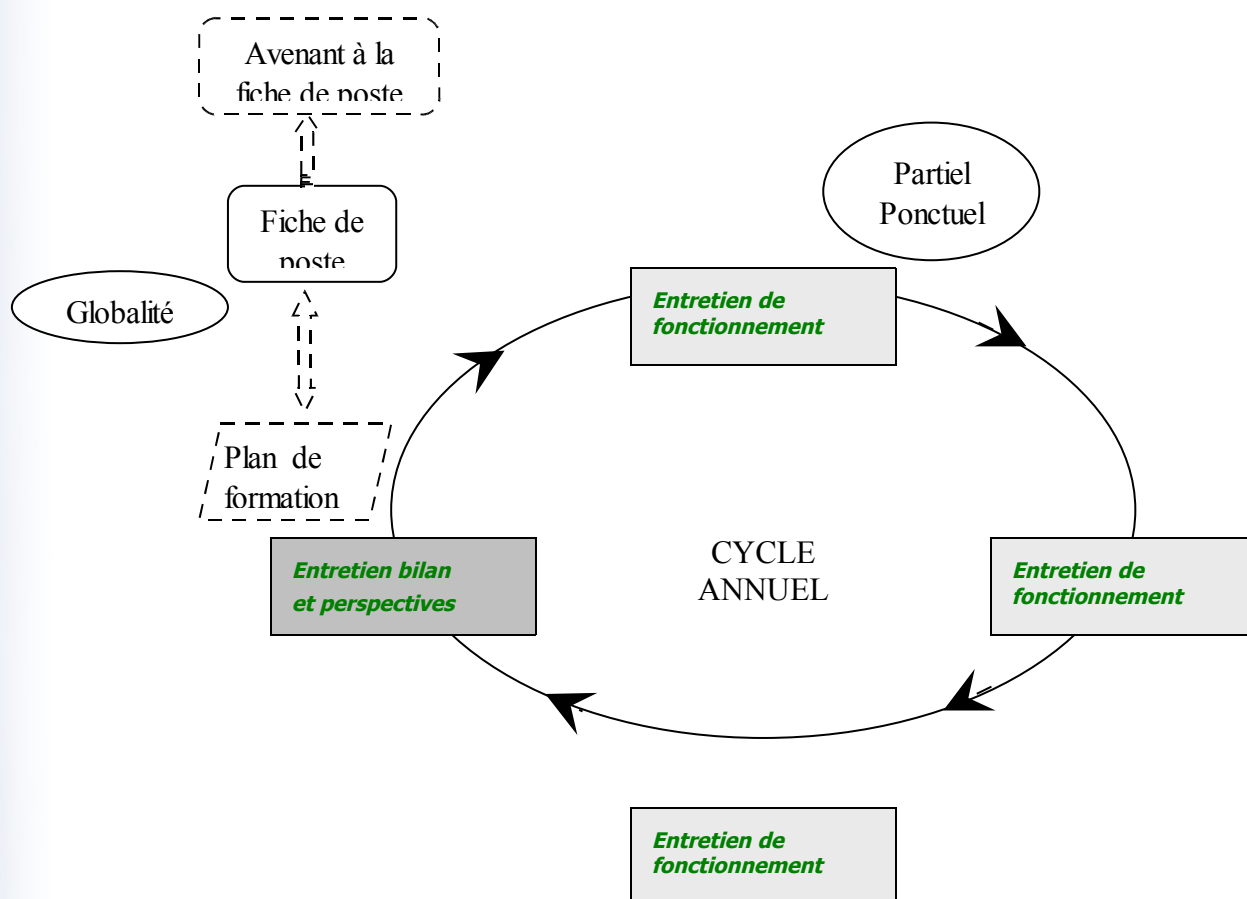 Avenant à la
fiche de poste
Partiel
Ponctuel
Fiche de
poste
Globalité
Entretien de
fonctionnement
Plan de
formation
CYCLE
ANNUEL
Entretien bilan
et perspectives
Entretien de
fonctionnement
Entretien de
fonctionnement